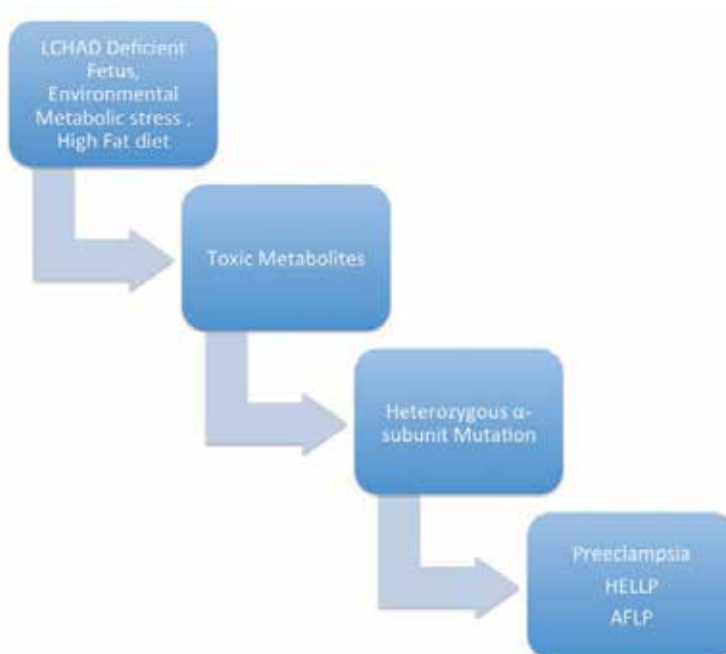 LCHAD Deficient
Fetus,
Environmental
Metabolic stress ,
High Fat diet
Toxic Metabolites
Heterozygous α-
subunit Mutation
Preeclampsia
HELLP
AFLP